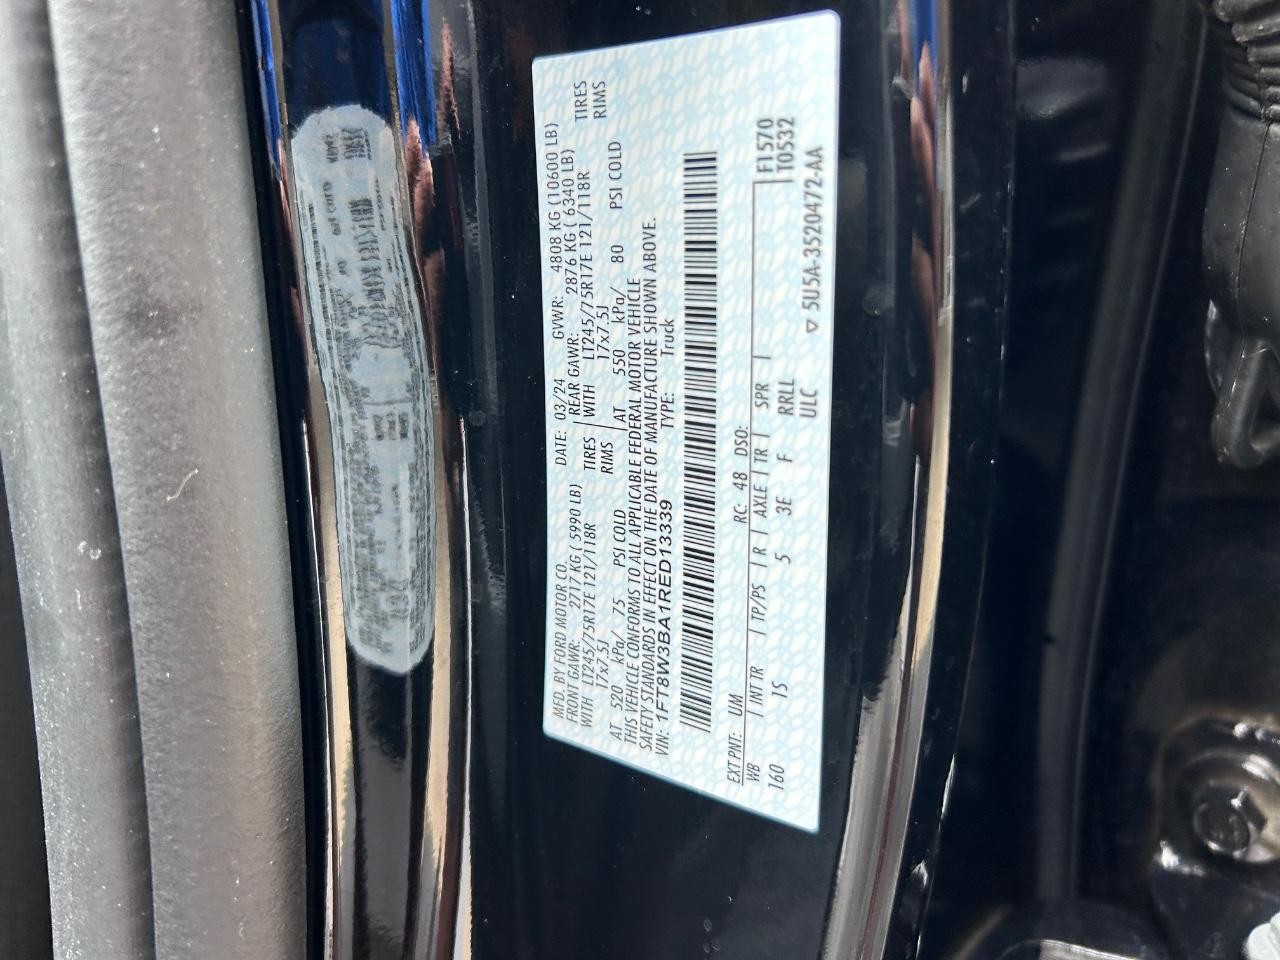 MFD. BY FORD MOTOR CO.
DATE: 03/24 GVWR: 4808 KG (10600 LB)
FRONT GAWR: 2717 KG ( 5990 LB)
REAR GAWR: 2876 KG ( 6340 LB)
WITH LT245/75R17E 121/118R TIRES
WITH LT245/75R17E 121/118R TIRES
17x7.5J RIMS
17x7.5J RIMS
AT 520 kPa/ 75 PSI COLD
AT 550 kPa/ 80 PSI COLD
THIS VEHICLE CONFORMS TO ALL APPLICABLE FEDERAL MOTOR VEHICLE
SAFETY STANDARDS IN EFFECT ON THE DATE OF MANUFACTURE SHOWN ABOVE.
VIN: 1FT8W3BA1RED13339 TYPE: Truck
EXT PNT: UM RC: 48 DSO: F1570
WB INT TR TP/PS R AXLE TR SPR T0532
160 1S 5 3E F RRLL
ULC ▽ 5U5A-3520472-AA